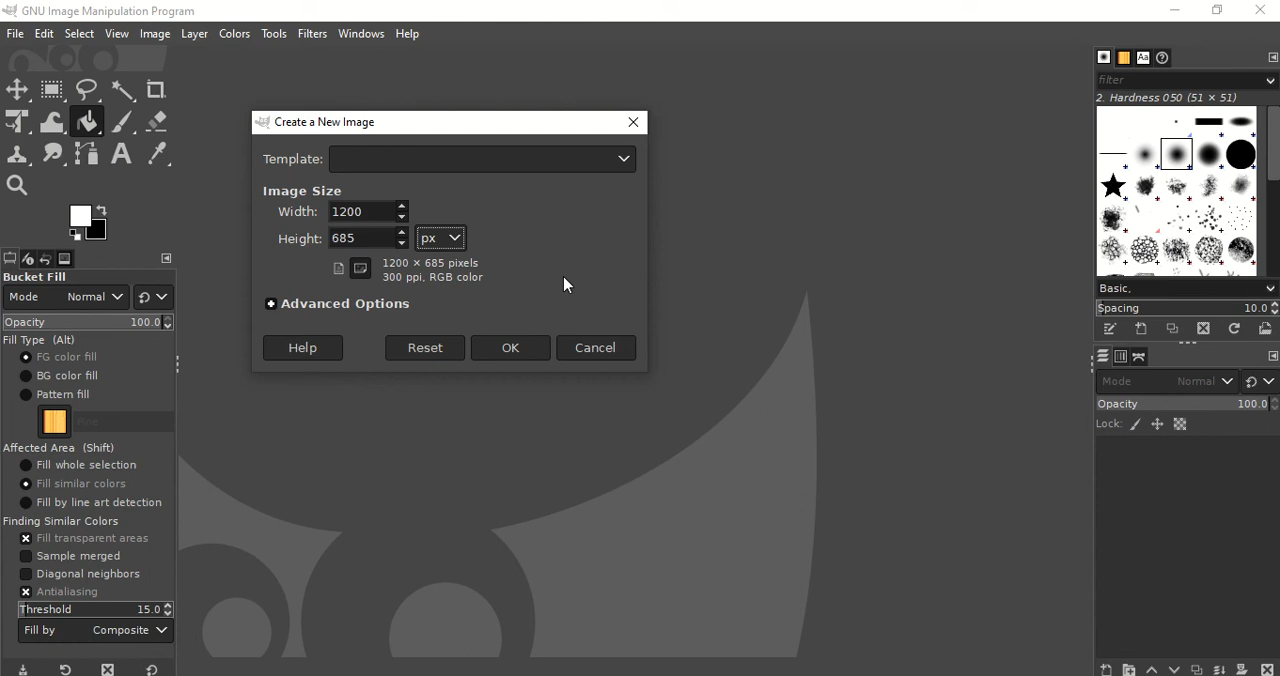 GNU Image Manipulation Program
File Edit Select View Image Layer Colors Tools Filters Windows Help
Create a New Image
Template:
Image Size
Width: 1200
Height: 685 px
1200 × 685 pixels
300 ppi, RGB color
Advanced Options
Help Reset OK Cancel
Bucket Fill
Mode Normal
Opacity 100.0
Fill Type (Alt)
FG color fill
BG color fill
Pattern fill
Pine
Affected Area (Shift)
Fill whole selection
Fill similar colors
Fill by line art detection
Finding Similar Colors
Fill transparent areas
Sample merged
Diagonal neighbors
Antialiasing
Threshold 15.0
Fill by Composite
Aa
filter
2. Hardness 050 (51 × 51)
Basic,
Spacing 10.0
Mode Normal
Opacity 100.0
Lock: